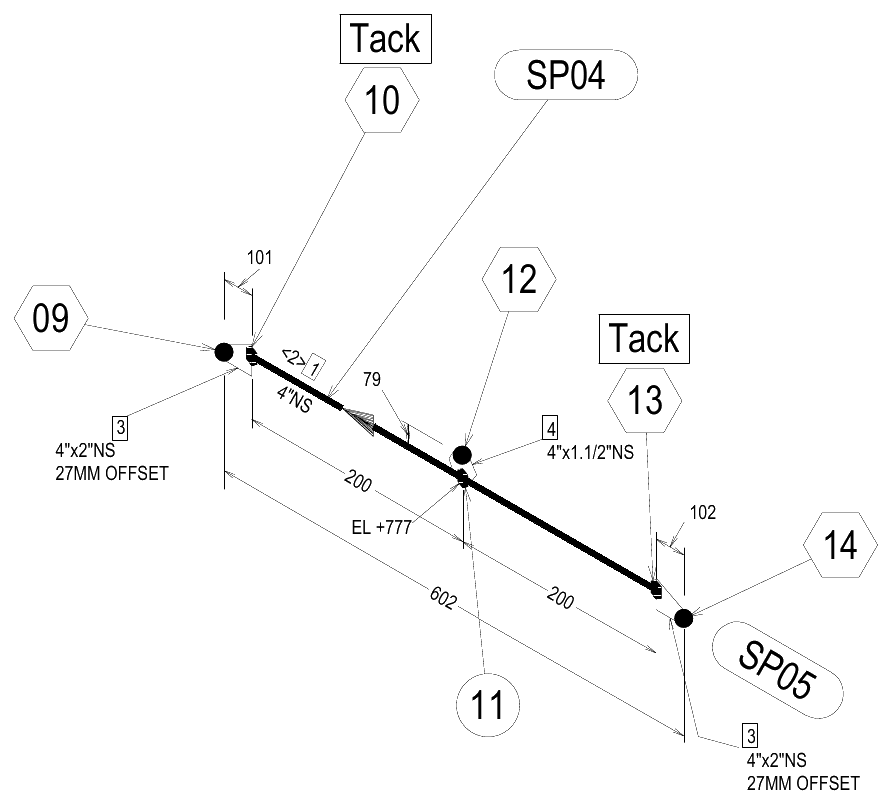 Tack
10
SP04
101
12
09
Tack
<2> 1
4"NS
79
13
3
4"x2"NS
27MM OFFSET
4
4"x1.1/2"NS
200
EL +777
102
14
602
200
SP05
11
3
4"x2"NS
27MM OFFSET